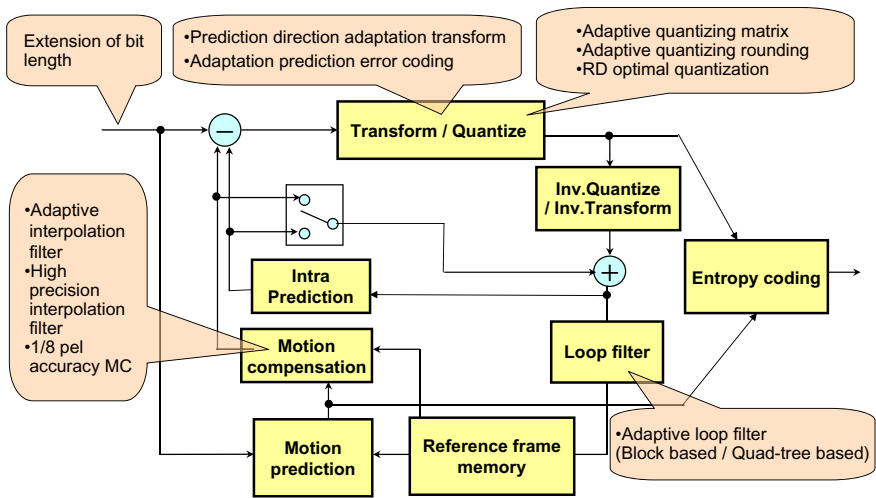 Extension of bit
length
•Prediction direction adaptation transform
•Adaptation prediction error coding
•Adaptive quantizing matrix
•Adaptive quantizing rounding
•RD optimal quantization
−
Transform / Quantize
Inv.Quantize
/ Inv.Transform
•Adaptive
interpolation
filter
•High
precision
interpolation
filter
•1/8 pel
accuracy MC
+
Entropy coding
Intra
Prediction
Motion
compensation
Loop filter
Motion
prediction
Reference frame
memory
•Adaptive loop filter
(Block based / Quad-tree based)